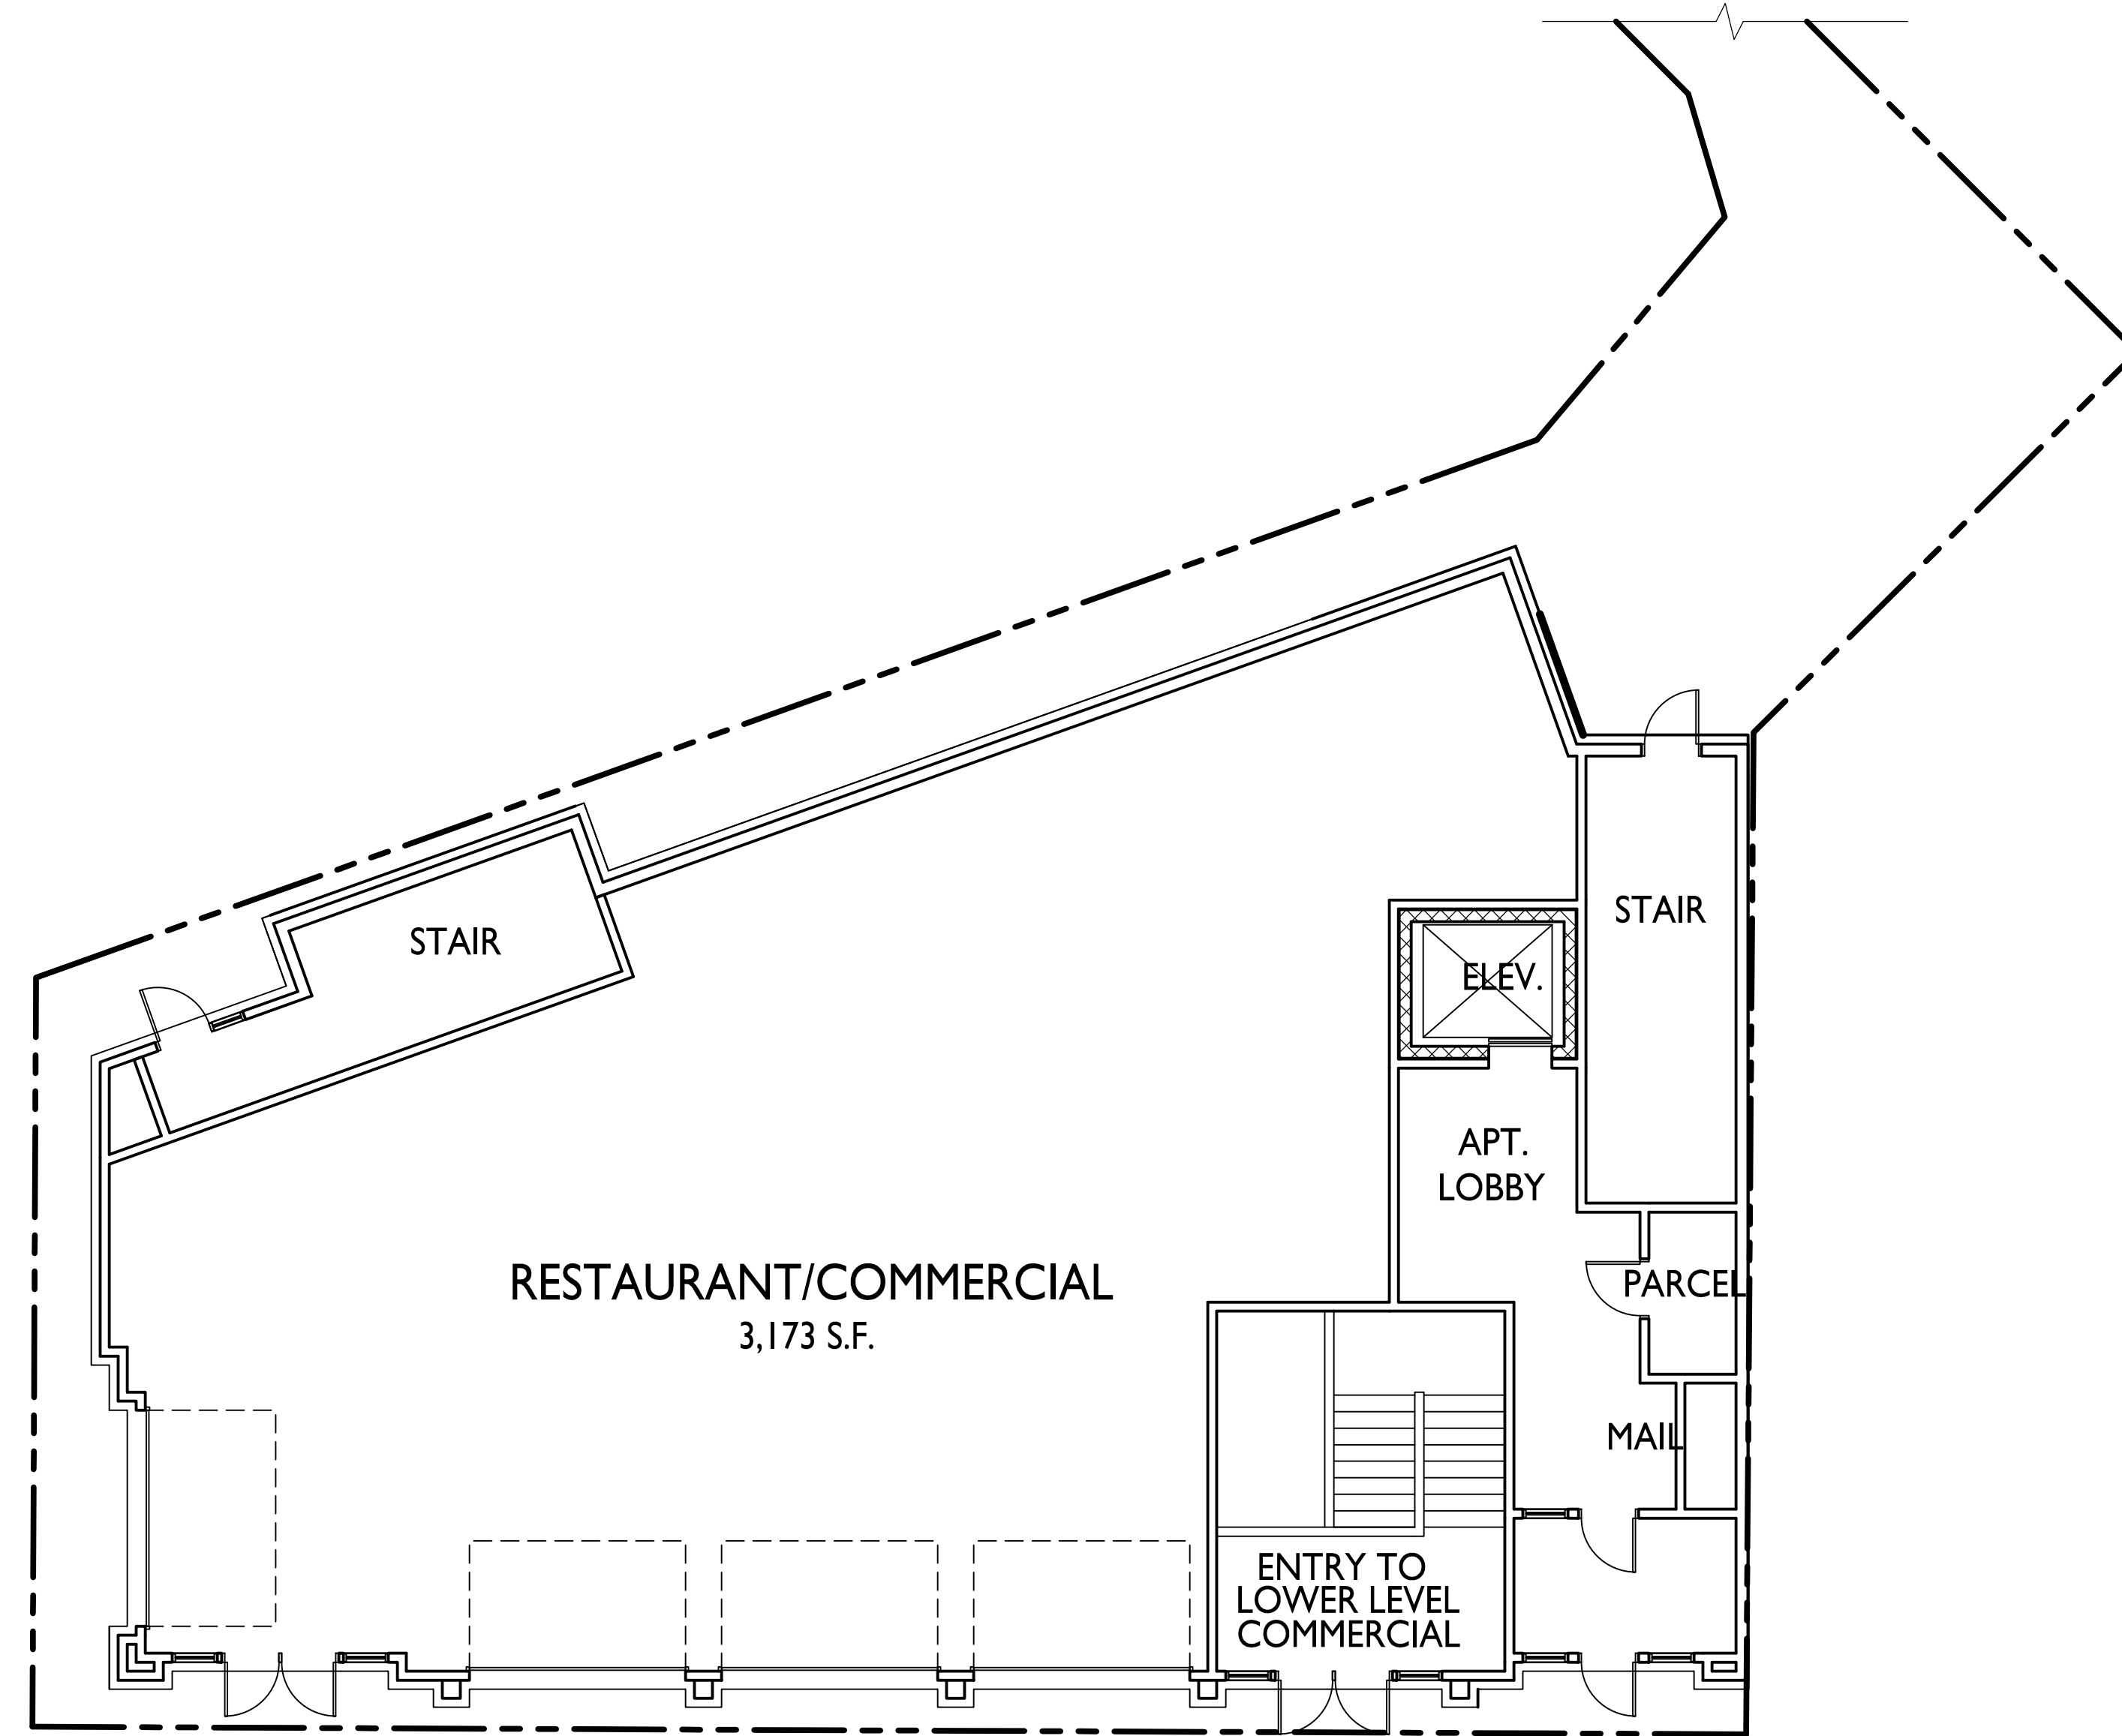 STAIR
STAIR
ELEV.
APT.
LOBBY
RESTAURANT/COMMERCIAL
3,173 S.F.
PARCEL
MAIL
ENTRY TO
LOWER LEVEL
COMMERCIAL